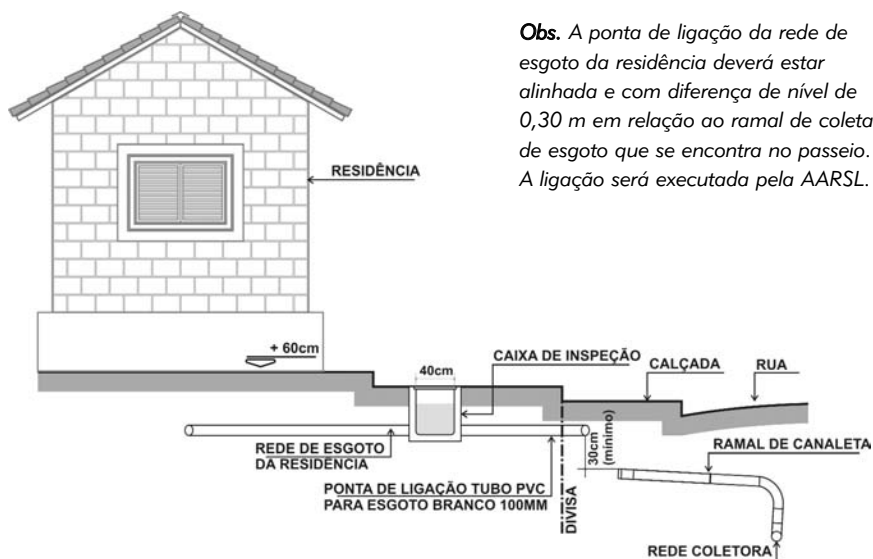 Obs. A ponta de ligação da rede de
esgoto da residência deverá estar
alinhada e com diferença de nível de
0,30 m em relação ao ramal de coleta
de esgoto que se encontra no passeio.
A ligação será executada pela AARSL.
RESIDÊNCIA
+ 60cm
40cm
CAIXA DE INSPEÇÃO
CALÇADA
RUA
REDE DE ESGOTO
DA RESIDÊNCIA
30cm
(mínimo)
RAMAL DE CANALETA
PONTA DE LIGAÇÃO TUBO PVC
PARA ESGOTO BRANCO 100MM
DIVISA
REDE COLETORA